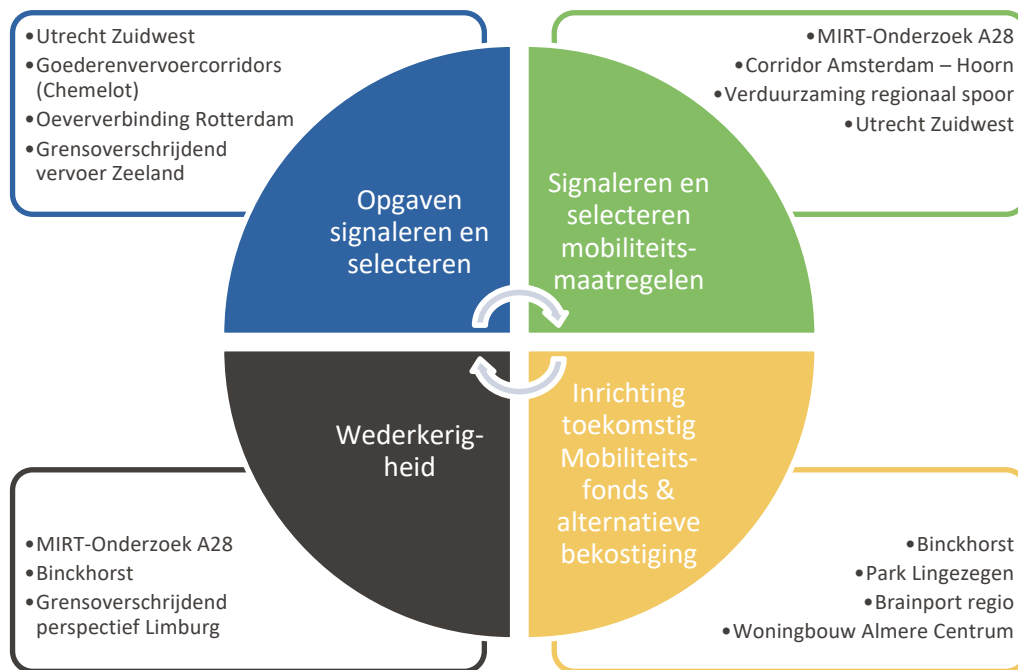 •Utrecht Zuidwest
•Goederenvervoercorridors
(Chemelot)
•Oeververbinding Rotterdam
•Grensoverschrijdend
vervoer Zeeland
•MIRT-Onderzoek A28
•Corridor Amsterdam – Hoorn
•Verduurzaming regionaal spoor
•Utrecht Zuidwest
Opgaven
signaleren en
selecteren
Signaleren en
selecteren
mobiliteits-
maatregelen
Wederkerig-
heid
Inrichting
toekomstig
Mobiliteits-
fonds &
alternatieve
bekostiging
•MIRT-Onderzoek A28
•Binckhorst
•Grensoverschrijdend
perspectief Limburg
•Binckhorst
•Park Lingezegen
•Brainport regio
•Woningbouw Almere Centrum